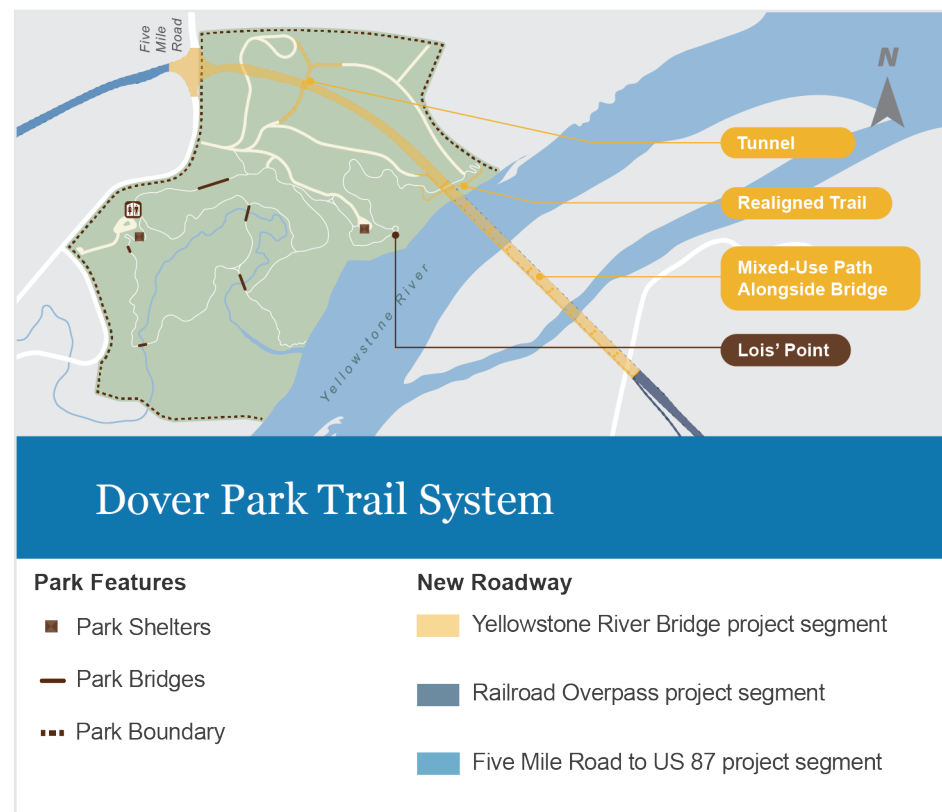 Five
Mile
Road
N
Tunnel
Realigned Trail
Mixed-Use Path
Alongside Bridge
Lois’ Point
Yellowstone River
Dover Park Trail System
Park Features
Park Shelters
Park Bridges
Park Boundary
New Roadway
Yellowstone River Bridge project segment
Railroad Overpass project segment
Five Mile Road to US 87 project segment